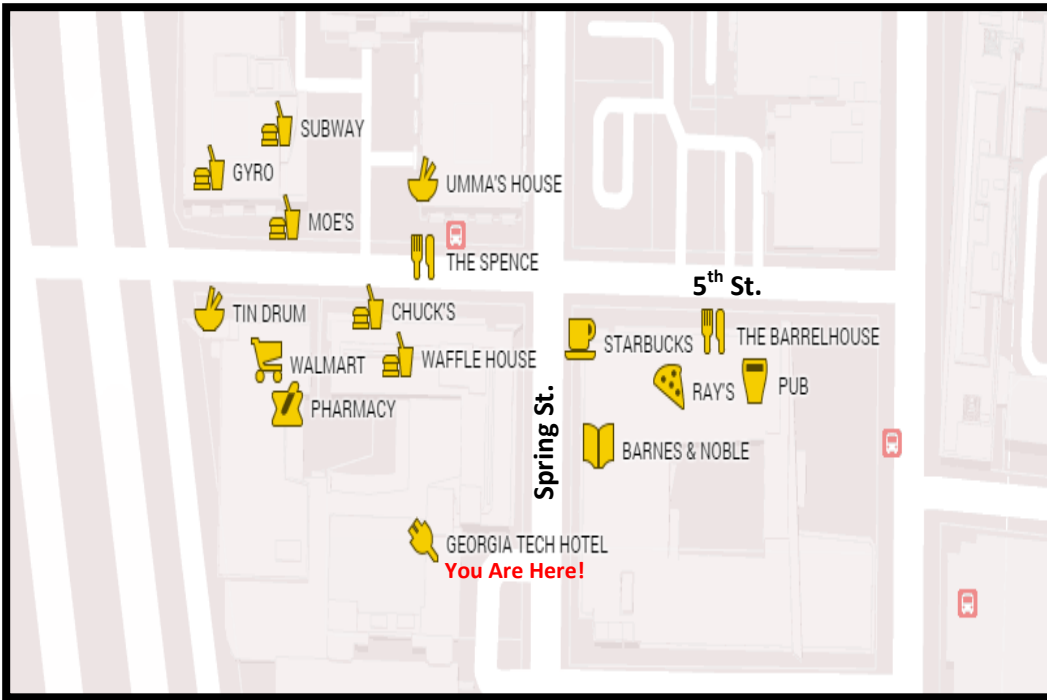 SUBWAY
GYRO
UMMA'S HOUSE
MOE'S
THE SPENCE
5th St.
TIN DRUM
CHUCK'S
STARBUCKS
THE BARRELHOUSE
WALMART
WAFFLE HOUSE
RAY'S
PUB
PHARMACY
Spring St.
BARNES & NOBLE
GEORGIA TECH HOTEL
You Are Here!